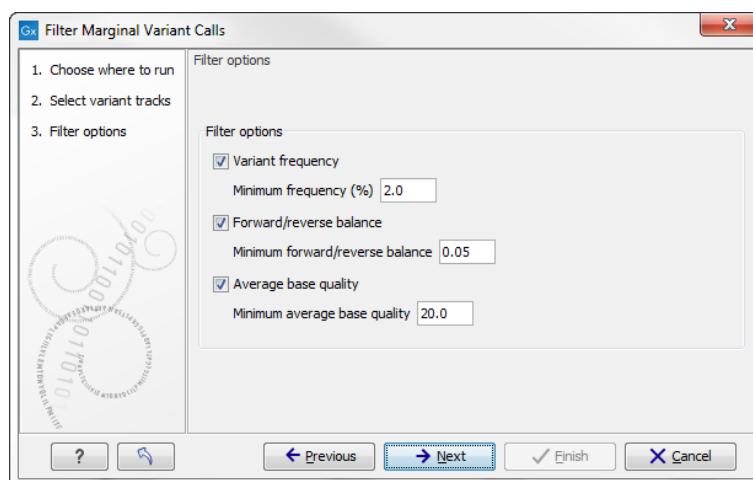 Gx Filter Marginal Variant Calls
1. Choose where to run
2. Select variant tracks
3. Filter options
Filter options
Filter options
Variant frequency
Minimum frequency (%) 2.0
Forward/reverse balance
Minimum forward/reverse balance 0.05
Average base quality
Minimum average base quality 20.0
? Previous Next Finish Cancel